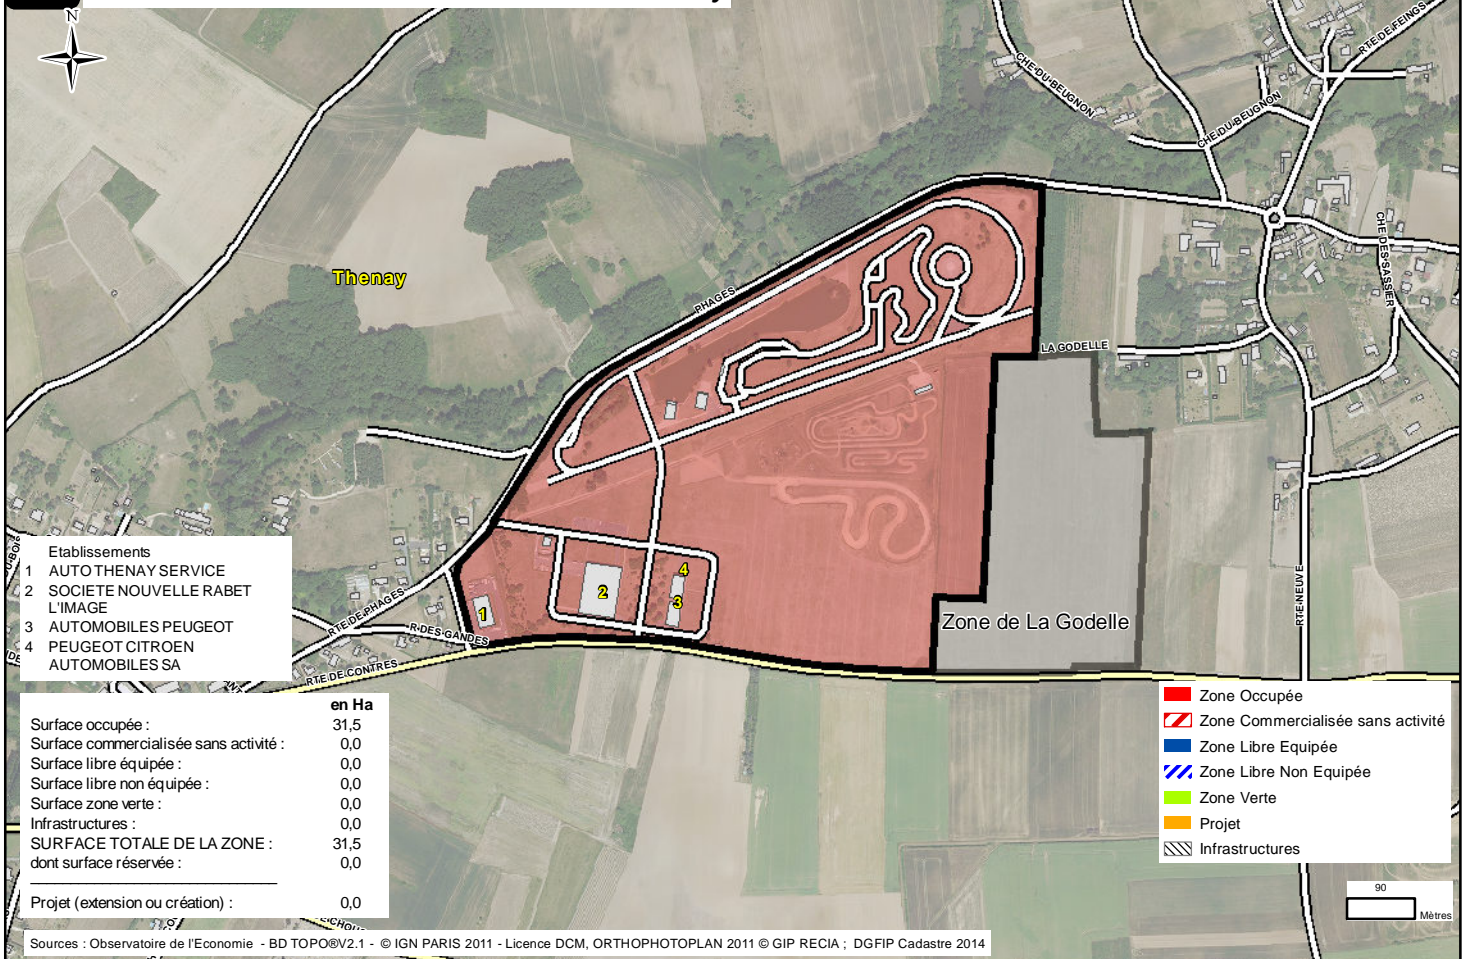 N
CHE-DU-BEUGNON
RTE-DE-FEINGS
CHE-DU-BEUGNON
CHE-DES-SASSIER
Thenay
PHAGES
LA GODELLE
Etablissements
1 AUTO THENAY SERVICE
2 SOCIETE NOUVELLE RABET
L'IMAGE
3 AUTOMOBILES PEUGEOT
4 PEUGEOT CITROEN
AUTOMOBILES SA
1
2
3
4
RTE-DE-PHAGES
R-DES-GANDES
RTE DE CONTRES
RTE NEUVE
Zone de La Godelle
en Ha
Surface occupée : 31,5
Surface commercialisée sans activité : 0,0
Surface libre équipée : 0,0
Surface libre non équipée : 0,0
Surface zone verte : 0,0
Infrastructures : 0,0
SURFACE TOTALE DE LA ZONE : 31,5
dont surface réservée : 0,0
Projet (extension ou création) : 0,0
Zone Occupée
Zone Commercialisée sans activité
Zone Libre Equipée
Zone Libre Non Equipée
Zone Verte
Projet
Infrastructures
90
Mètres
Sources : Observatoire de l'Economie - BD TOPO®V2.1 - © IGN PARIS 2011 - Licence DCM, ORTHOPHOTOPLAN 2011 © GIP RECIA ; DGFIP Cadastre 2014